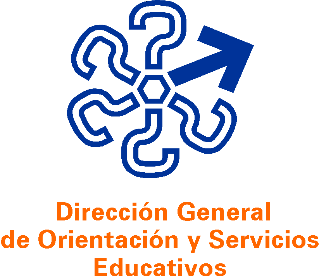 Dirección General
de Orientación y Servicios
Educativos